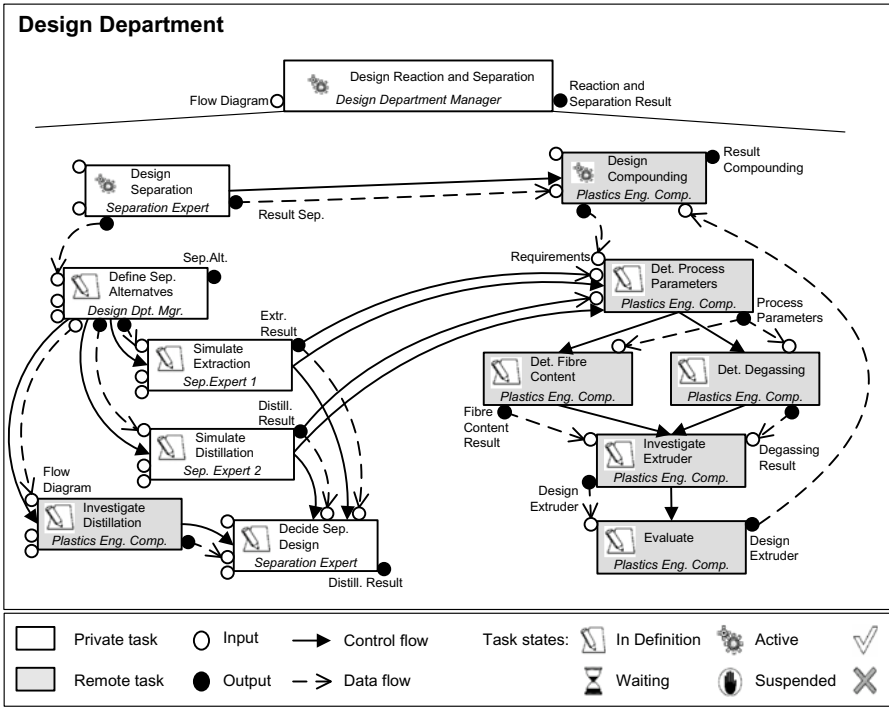 Design Department
Design Reaction and Separation
Design Department Manager
Flow Diagram
Reaction and
Separation Result
Design
Separation
Separation Expert
Result Sep.
Design
Compounding
Plastics Eng. Comp.
Result
Compounding
Sep.Alt.
Define Sep.
Alternatves
Design Dpt. Mgr.
Requirements
Det. Process
Parameters
Plastics Eng. Comp.
Process
Parameters
Extr.
Result
Simulate
Extraction
Sep.Expert 1
Det. Fibre
Content
Plastics Eng. Comp.
Det. Degassing
Plastics Eng. Comp.
Distill.
Result
Simulate
Distillation
Sep. Expert 2
Fibre
Content
Result
Investigate
Extruder
Plastics Eng. Comp.
Degassing
Result
Flow
Diagram
Investigate
Distillation
Plastics Eng. Comp.
Decide Sep.
Design
Separation Expert
Distill. Result
Design
Extruder
Evaluate
Plastics Eng. Comp.
Design
Extruder
Private task
Input
Control flow
Task states:
In Definition
Active
Remote task
Output
Data flow
Waiting
Suspended